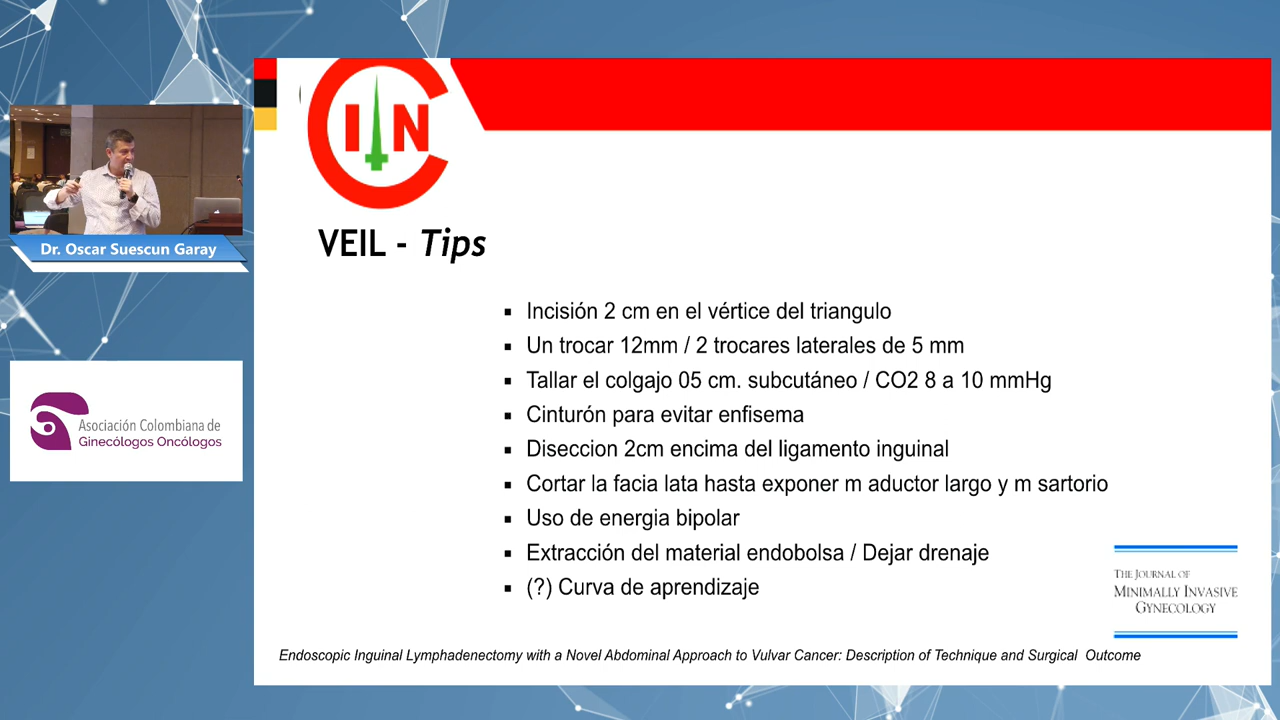 Dr. Oscar Suescun Garay
Asociación Colombiana de
Ginecólogos Oncólogos
C I N
VEIL - Tips
▪ Incisión 2 cm en el vértice del triangulo
▪ Un trocar 12mm / 2 trocares laterales de 5 mm
▪ Tallar el colgajo 05 cm. subcutáneo / CO2 8 a 10 mmHg
▪ Cinturón para evitar enfisema
▪ Diseccion 2cm encima del ligamento inguinal
▪ Cortar la facia lata hasta exponer m aductor largo y m sartorio
▪ Uso de energia bipolar
▪ Extracción del material endobolsa / Dejar drenaje
▪ (?) Curva de aprendizaje
THE JOURNAL OF
MINIMALLY INVASIVE
GYNECOLOGY
Endoscopic Inguinal Lymphadenectomy with a Novel Abdominal Approach to Vulvar Cancer: Description of Technique and Surgical Outcome